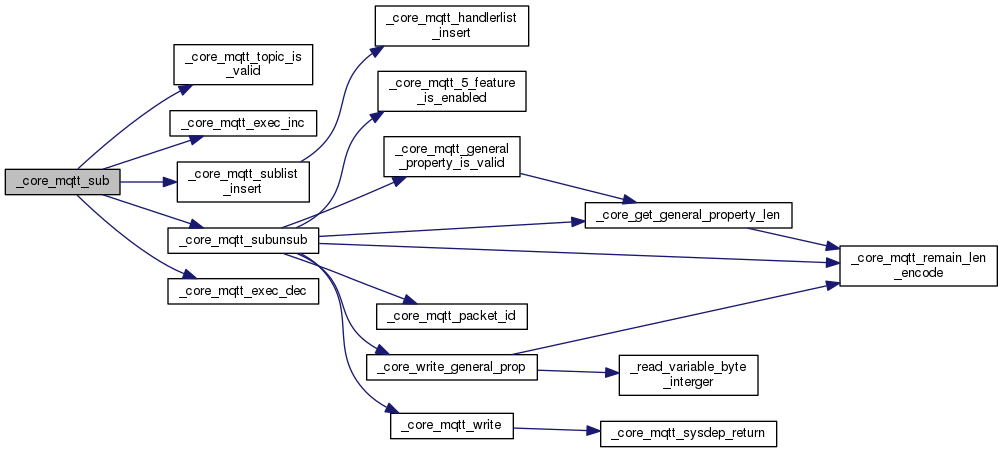 _core_mqtt_sub
_core_mqtt_topic_is
_valid
_core_mqtt_exec_inc
_core_mqtt_sublist
_insert
_core_mqtt_subunsub
_core_mqtt_exec_dec
_core_mqtt_handlerlist
_insert
_core_mqtt_5_feature
_is_enabled
_core_mqtt_general
_property_is_valid
_core_mqtt_packet_id
_core_write_general_prop
_core_mqtt_write
_core_get_general_property_len
_read_variable_byte
_interger
_core_mqtt_sysdep_return
_core_mqtt_remain_len
_encode